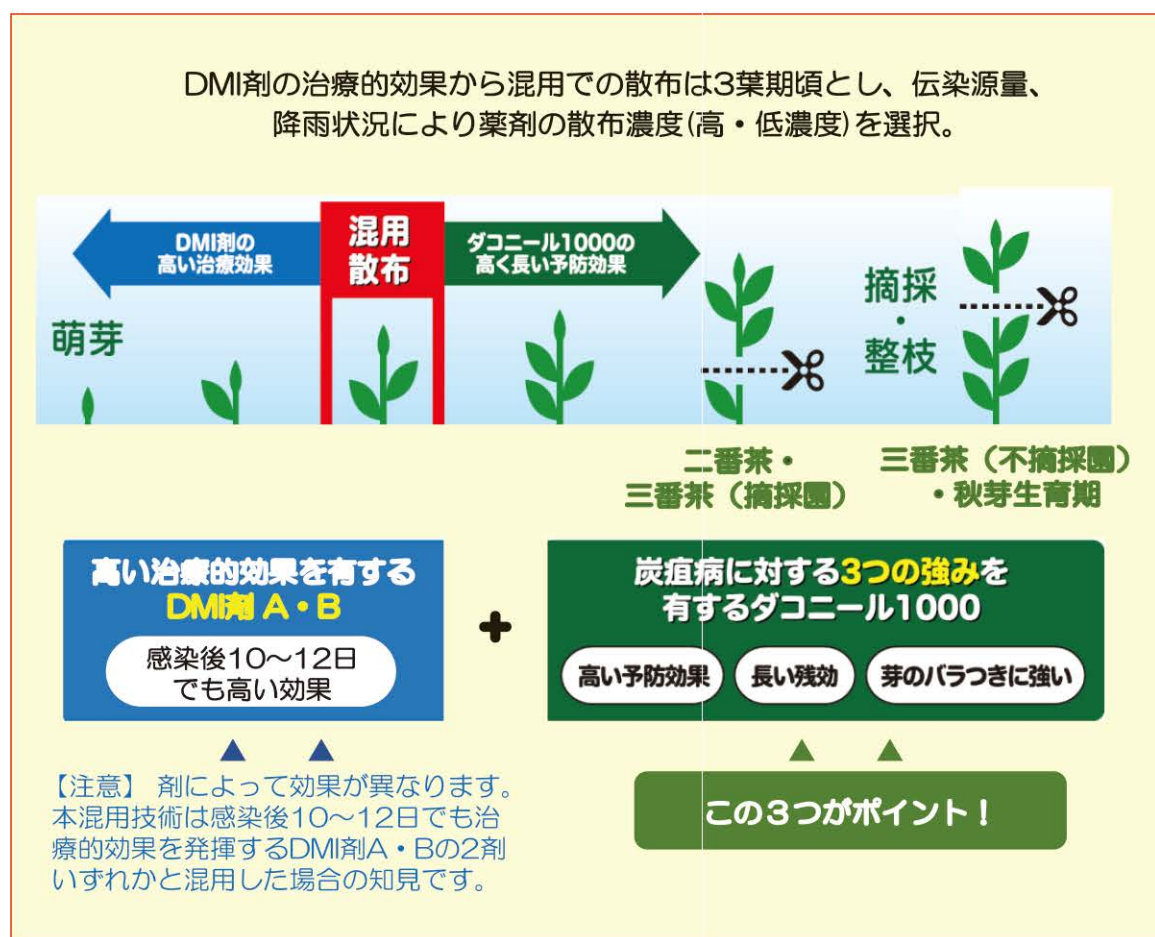 DMI剤の治療的効果から混用での散布は3葉期頃とし、伝染源量、
降雨状況により薬剤の散布濃度(高・低濃度)を選択。
DMI剤の
高い治療効果
混用
散布
ダコニール1000の
高く長い予防効果
萌芽
摘採
・
整枝
二番茶・
三番茶（摘採園）
三番茶（不摘採園）
・秋芽生育期
高い治療的効果を有する
DMI剤 A・B
感染後10～12日
でも高い効果
+
炭疽病に対する3つの強みを
有するダコニール1000
高い予防効果
長い残効
芽のバラつきに強い
【注意】 剤によって効果が異なります。
本混用技術は感染後10～12日でも治
療的効果を発揮するDMI剤A・Bの2剤
いずれかと混用した場合の知見です。
この３つがポイント！